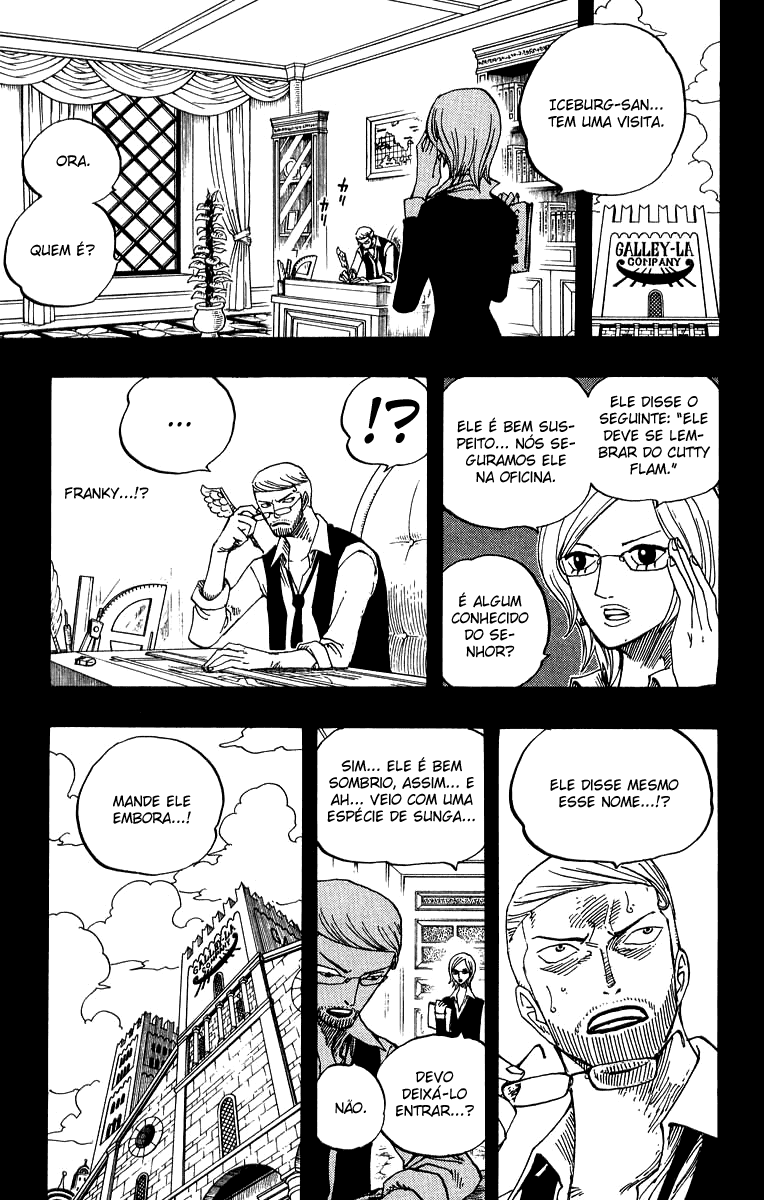 ICEBURG-SAN...
TEM UMA VISITA.
GALLEY-LA
COMPANY
ORA.
QUEM É?
ELE DISSE O
SEGUINTE: "ELE
DEVE SE LEM-
BRAR DO CUTTY
FLAM."
ELE É BEM SUS-
PEITO... NÓS SE-
GURAMOS ELE
NA OFICINA.
É ALGUM
CONHECIDO
DO SE-
NHOR?
!?
...
FRANKY...!?
ELE DISSE MESMO
ESSE NOME...!?
SIM... ELE É BEM
SOMBRIO, ASSIM... E
AH... VEIO COM UMA
ESPÉCIE DE SUNGA...
DEVO
DEIXÁ-LO
ENTRAR...?
NÃO.
MANDE ELE
EMBORA...!
GALLEY-LA
COMPANY